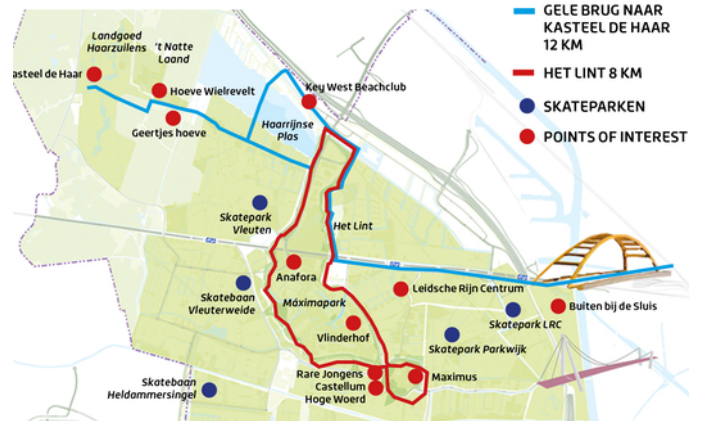 GELE BRUG NAAR
KASTEEL DE HAAR
12 KM
HET LINT 8 KM
SKATEPARKEN
POINTS OF INTEREST
Landgoed
Haarzuilens
't Natte
Laand
asteel de Haar
Hoeve Wielrevelt
Key West Beachclub
Geertjes hoeve
Haarrijnse
Plas
Skatepark
Vleuten
Het Lint
Anafora
Máximapark
Leidsche Rijn Centrum
Skatebaan
Vleuterweide
Buiten bij de Sluis
Skatepark LRC
Vlinderhof
Skatepark Parkwijk
Rare Jongens
Castellum
Hoge Woerd
Maximus
Skatebaan
Heldammersingel